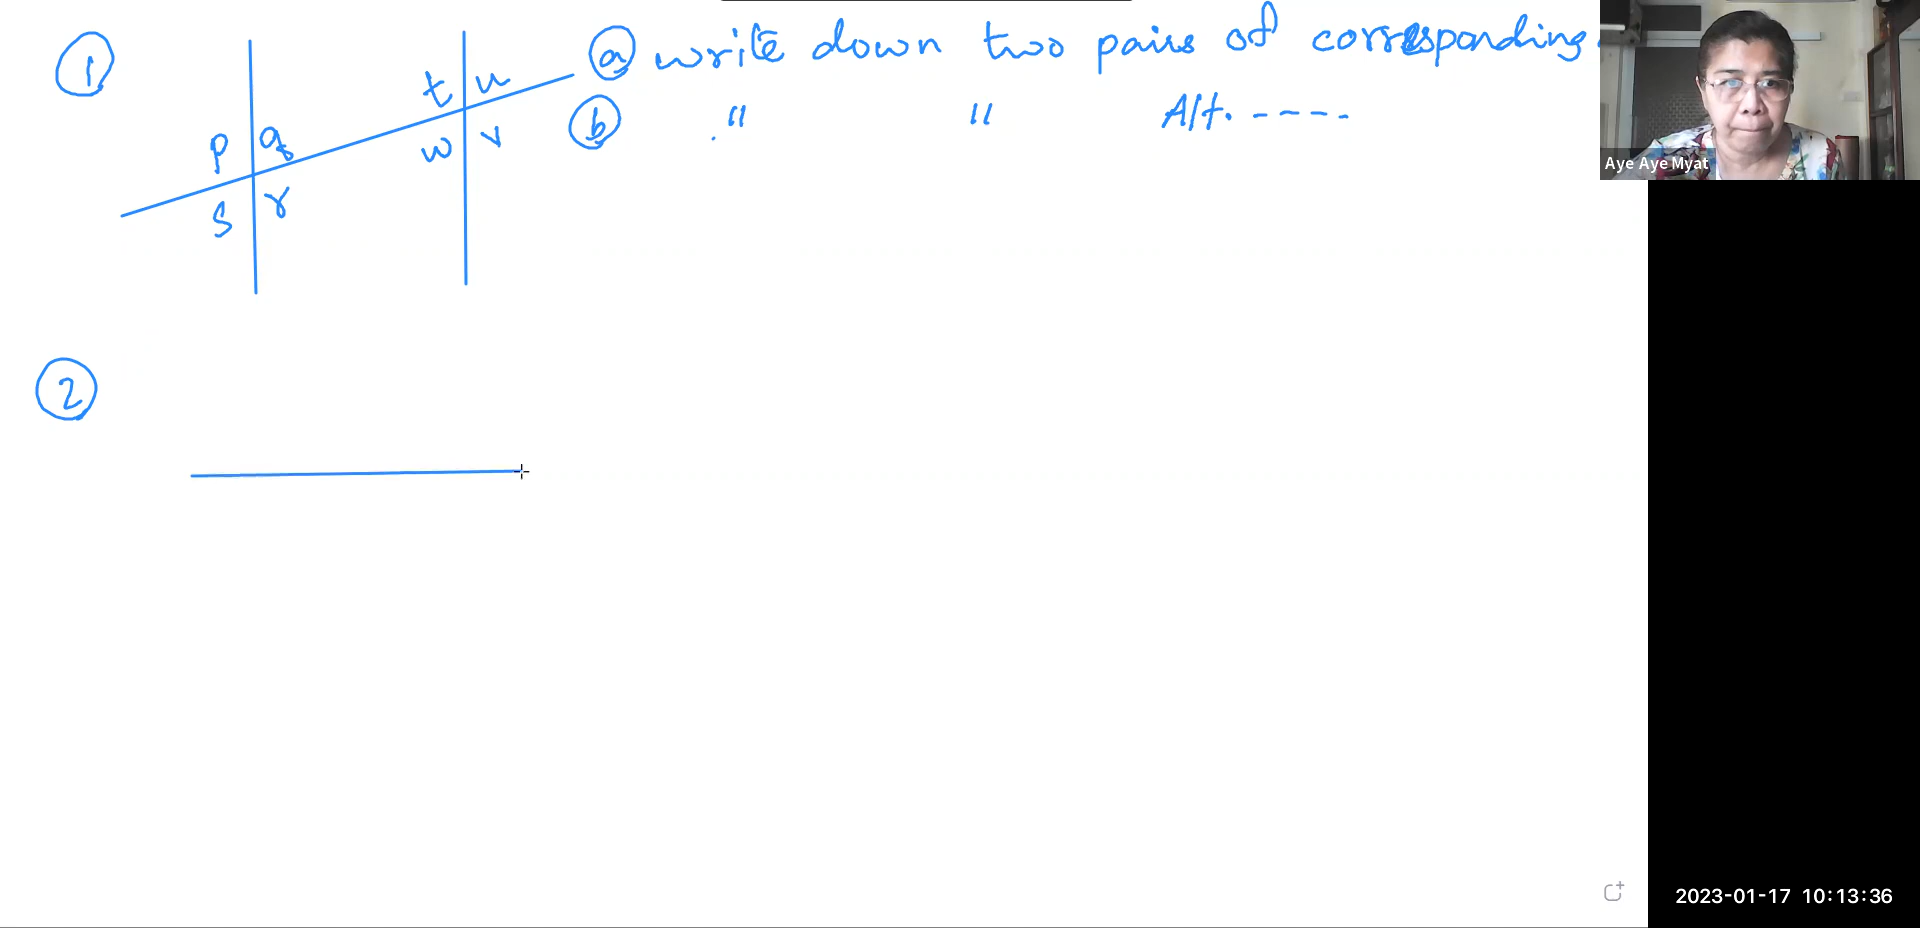 1
a write down two pairs of corresponding
t u
b " " Alt. ----
p q
w v
s r
2
Aye Aye Myat
2023-01-17 10:13:36